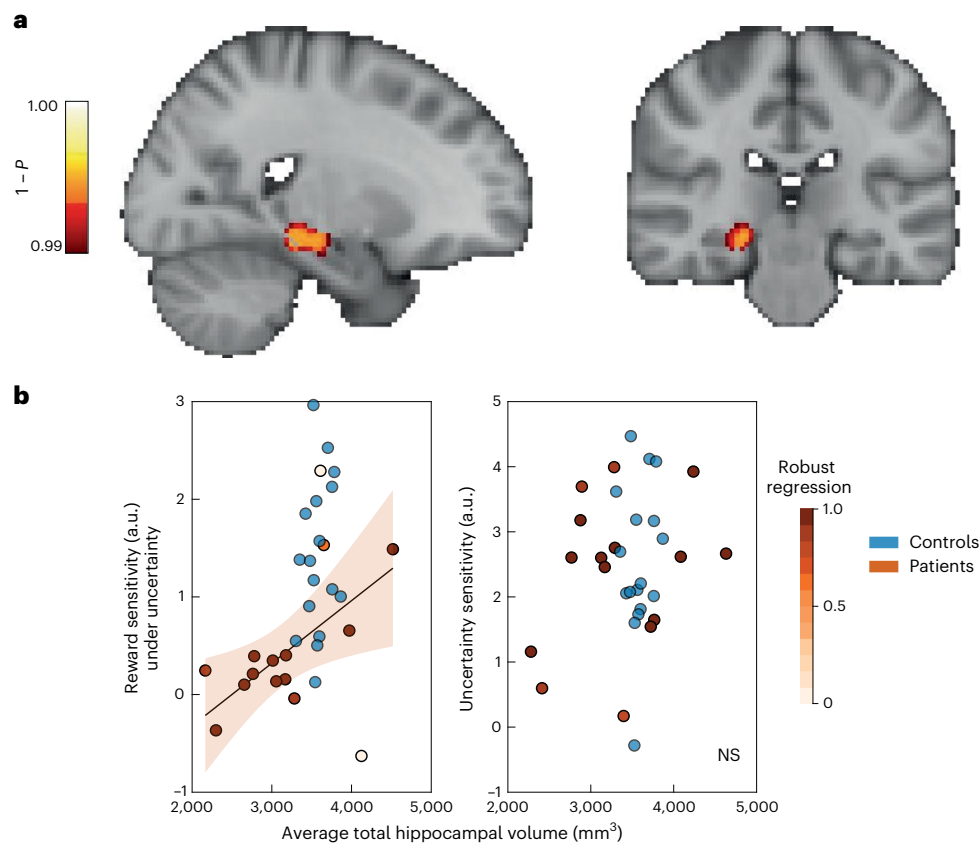 a
1.00
1 – P
0.99
b
Reward sensitivity (a.u.)
under uncertainty
3
2
1
0
–1
2,000
3,000
4,000
5,000
Uncertainty sensitivity (a.u.)
5
4
3
2
1
0
–1
NS
2,000
3,000
4,000
5,000
Average total hippocampal volume (mm³)
Robust
regression
1.0
0.5
0
Controls
Patients